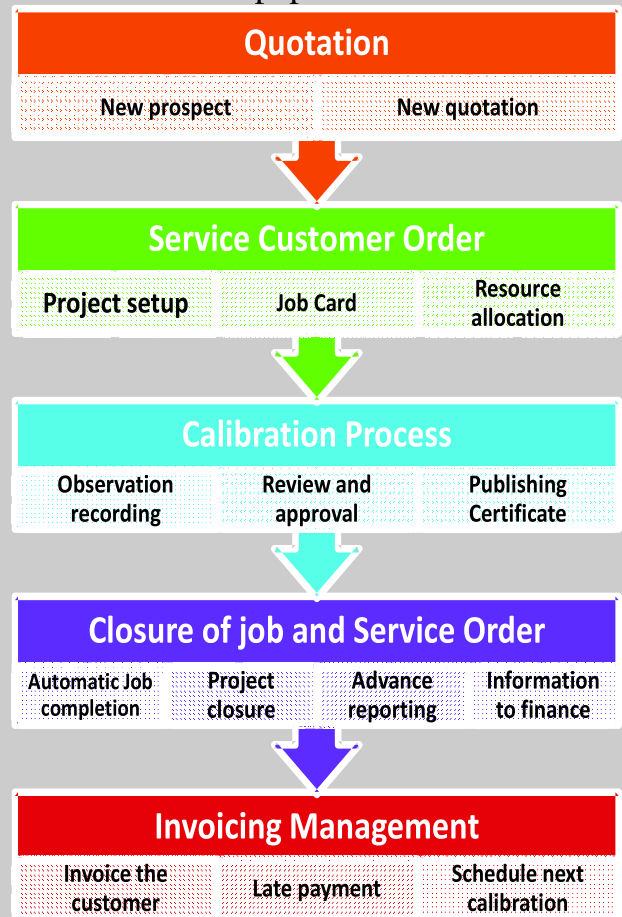 Quotation
New prospect
New quotation
Service Customer Order
Project setup
Job Card
Resource
allocation
Calibration Process
Observation
recording
Review and
approval
Publishing
Certificate
Closure of job and Service Order
Automatic Job
completion
Project
closure
Advance
reporting
Information
to finance
Invoicing Management
Invoice the
customer
Late payment
Schedule next
calibration